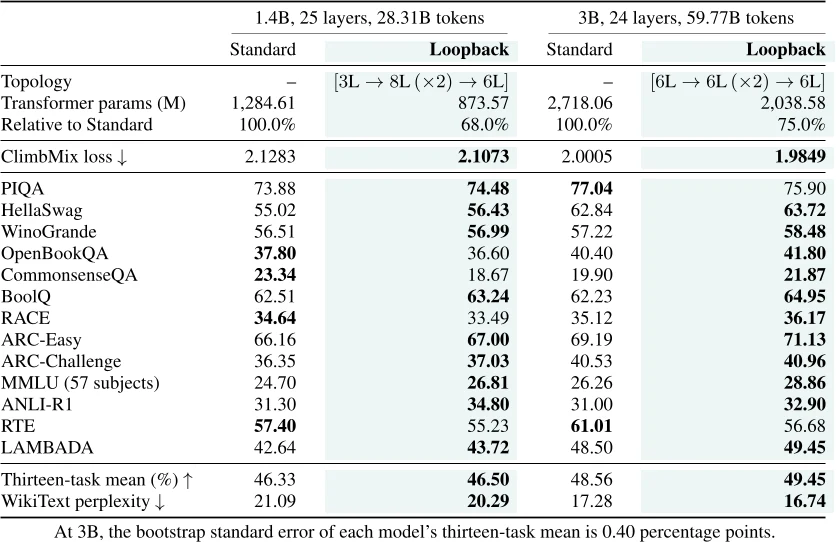 1.4B, 25 layers, 28.31B tokens 3B, 24 layers, 59.77B tokens
Standard Loopback Standard Loopback
Topology – [3L → 8L (×2) → 6L] – [6L → 6L (×2) → 6L]
Transformer params (M) 1,284.61 873.57 2,718.06 2,038.58
Relative to Standard 100.0% 68.0% 100.0% 75.0%
ClimbMix loss ↓ 2.1283 2.1073 2.0005 1.9849
PIQA 73.88 74.48 77.04 75.90
HellaSwag 55.02 56.43 62.84 63.72
WinoGrande 56.51 56.99 57.22 58.48
OpenBookQA 37.80 36.60 40.40 41.80
CommonsenseQA 23.34 18.67 19.90 21.87
BoolQ 62.51 63.24 62.23 64.95
RACE 34.64 33.49 35.12 36.17
ARC-Easy 66.16 67.00 69.19 71.13
ARC-Challenge 36.35 37.03 40.53 40.96
MMLU (57 subjects) 24.70 26.81 26.26 28.86
ANLI-R1 31.30 34.80 31.00 32.90
RTE 57.40 55.23 61.01 56.68
LAMBADA 42.64 43.72 48.50 49.45
Thirteen-task mean (%) ↑ 46.33 46.50 48.56 49.45
WikiText perplexity ↓ 21.09 20.29 17.28 16.74
At 3B, the bootstrap standard error of each model's thirteen-task mean is 0.40 percentage points.